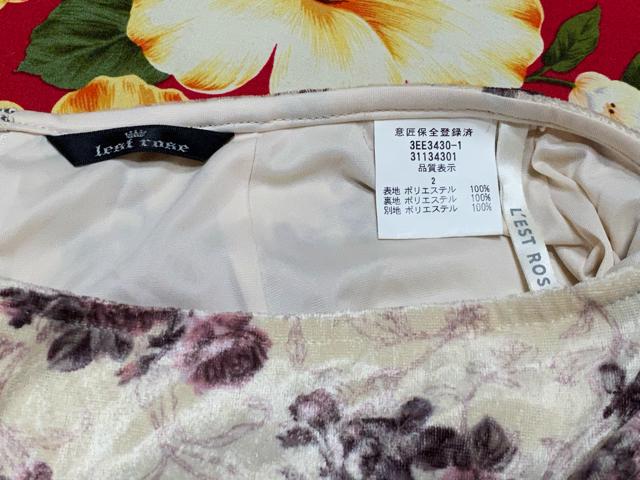 lest rose
意匠保全登録済
3EE3430-1
31134301
品質表示
2
表地 ポリエステル 100%
裏地 ポリエステル 100%
別地 ポリエステル 100%
L'EST ROS